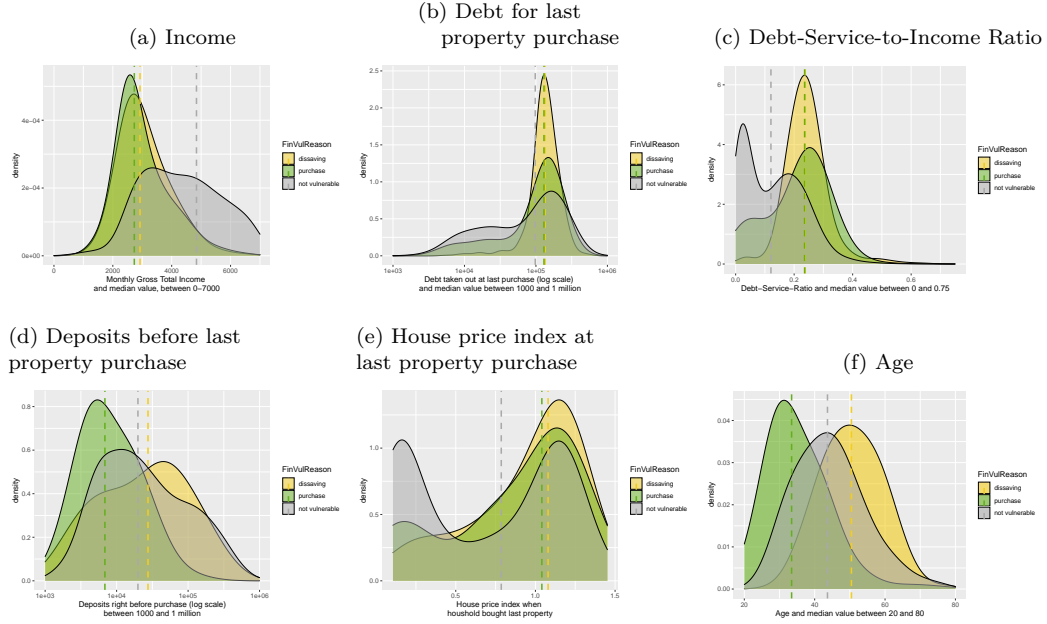 (a) Income
(b) Debt for last
property purchase
(c) Debt-Service-to-Income Ratio
density
4e−04
2e−04
0e+00
0
2000
4000
6000
Monthly Gross Total Income
and median value, between 0−7000
FinVulReason
dissaving
purchase
not vulnerable
density
2.5
2.0
1.5
1.0
0.5
0.0
1e+03
1e+04
1e+05
1e+06
Debt taken out at last purchase (log scale)
and median value between 1000 and 1 million
FinVulReason
dissaving
purchase
not vulnerable
density
6
4
2
0
0.0
0.2
0.4
0.6
Debt−Service−Ratio and median value between 0 and 0.75
FinVulReason
dissaving
purchase
not vulnerable
(d) Deposits before last
property purchase
(e) House price index at
last property purchase
(f) Age
density
0.8
0.6
0.4
0.2
0.0
1e+03
1e+04
1e+05
1e+06
Deposits right before purchase (log scale)
between 1000 and 1 million
FinVulReason
dissaving
purchase
not vulnerable
density
1.0
0.5
0.0
0.5
1.0
1.5
House price index when
houshold bought last property
FinVulReason
dissaving
purchase
not vulnerable
density
0.04
0.03
0.02
0.01
0.00
20
40
60
80
Age and median value between 20 and 80
FinVulReason
dissaving
purchase
not vulnerable